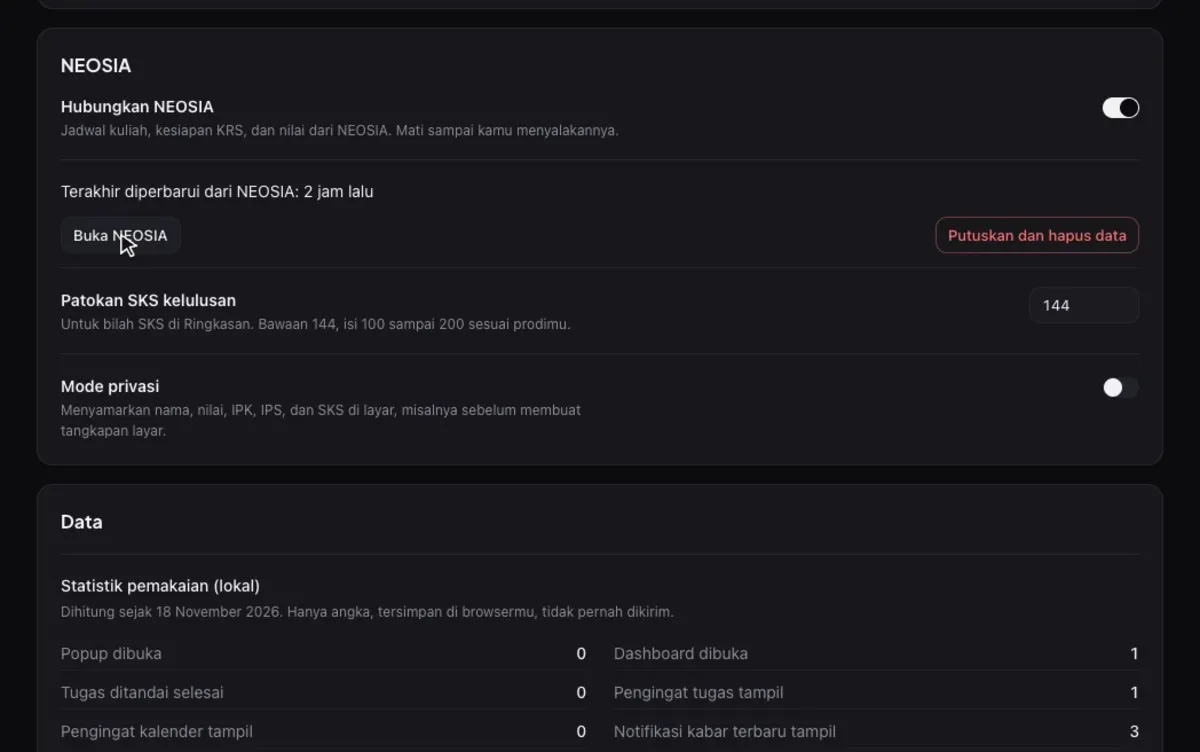 NEOSIA
Hubungkan NEOSIA
Jadwal kuliah, kesiapan KRS, dan nilai dari NEOSIA. Mati sampai kamu menyalakannya.
Terakhir diperbarui dari NEOSIA: 2 jam lalu
Buka NEOSIA
Putuskan dan hapus data
Patokan SKS kelulusan
144
Untuk bilah SKS di Ringkasan. Bawaan 144, isi 100 sampai 200 sesuai prodimu.
Mode privasi
Menyamarkan nama, nilai, IPK, IPS, dan SKS di layar, misalnya sebelum membuat
tangkapan layar.
Data
Statistik pemakaian (lokal)
Dihitung sejak 18 November 2026. Hanya angka, tersimpan di browsermu, tidak pernah dikirim.
Popup dibuka 0
Dashboard dibuka 1
Tugas ditandai selesai 0
Pengingat tugas tampil 1
Pengingat kalender tampil 0
Notifikasi kabar terbaru tampil 3